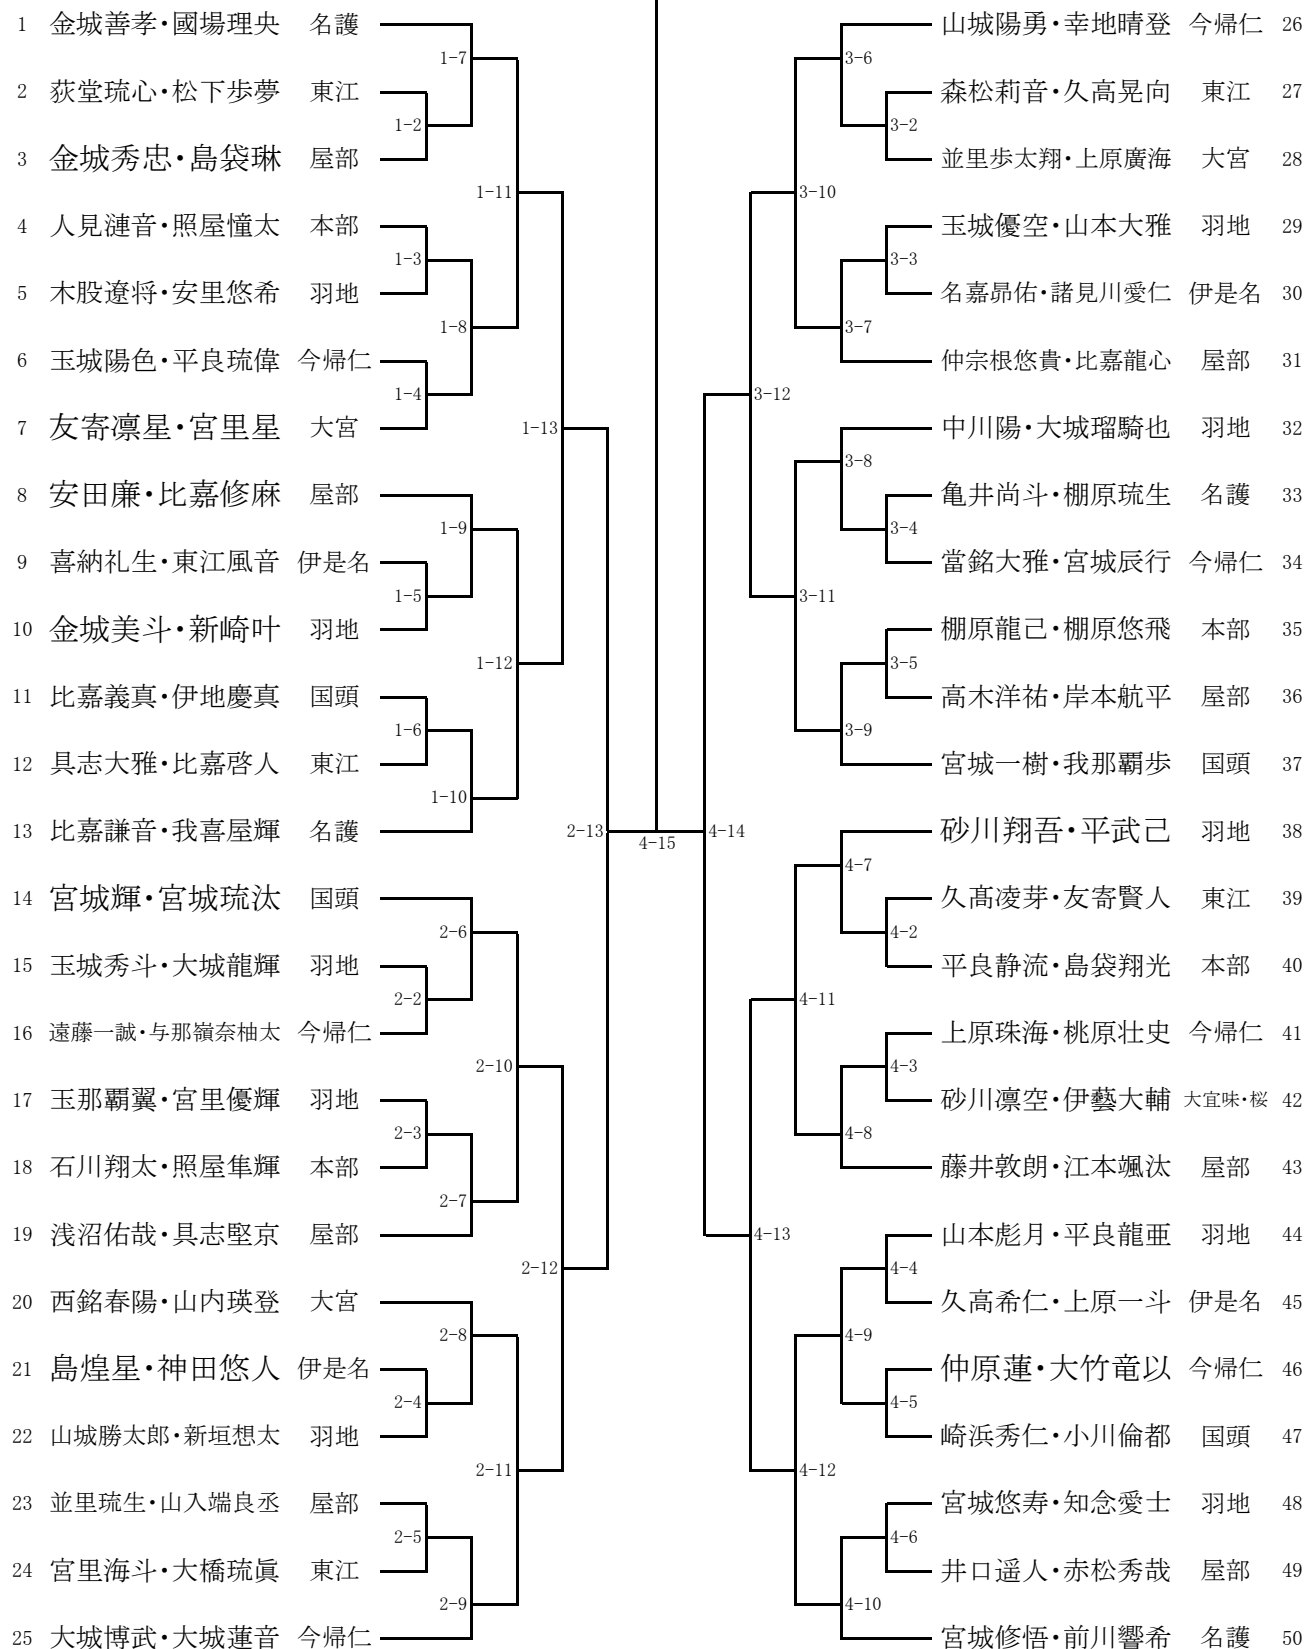 1 金城善孝・國場理央 名護
1-7
2 荻堂琉心・松下歩夢 東江
1-2
3 金城秀忠・島袋琳 屋部
1-11
4 人見漣音・照屋憧太 本部
1-3
5 木股遼将・安里悠希 羽地
1-8
6 玉城陽色・平良琉偉 今帰仁
1-4
7 友寄凛星・宮里星 大宮
1-13
8 安田廉・比嘉修麻 屋部
1-9
9 喜納礼生・東江風音 伊是名
1-5
10 金城美斗・新崎叶 羽地
1-12
11 比嘉義真・伊地慶真 国頭
1-6
12 具志大雅・比嘉啓人 東江
1-10
13 比嘉謙音・我喜屋輝 名護
2-13
14 宮城輝・宮城琉汰 国頭
2-6
15 玉城秀斗・大城龍輝 羽地
2-2
16 遠藤一誠・与那嶺奈柚太 今帰仁
2-10
17 玉那覇翼・宮里優輝 羽地
2-3
18 石川翔太・照屋隼輝 本部
2-7
19 浅沼佑哉・具志堅京 屋部
2-12
20 西銘春陽・山内瑛登 大宮
2-8
21 島煌星・神田悠人 伊是名
2-4
22 山城勝太郎・新垣想太 羽地
2-11
23 並里琉生・山入端良丞 屋部
2-5
24 宮里海斗・大橋琉眞 東江
2-9
25 大城博武・大城蓮音 今帰仁
4-15
山城陽勇・幸地晴登 今帰仁 26
3-6
森松莉音・久高晃向 東江 27
3-2
並里歩太翔・上原廣海 大宮 28
3-10
玉城優空・山本大雅 羽地 29
3-3
名嘉昴佑・諸見川愛仁 伊是名 30
3-7
仲宗根悠貴・比嘉龍心 屋部 31
3-12
中川陽・大城瑠騎也 羽地 32
3-8
亀井尚斗・棚原琉生 名護 33
3-4
當銘大雅・宮城辰行 今帰仁 34
3-11
棚原龍己・棚原悠飛 本部 35
3-5
高木洋祐・岸本航平 屋部 36
3-9
宮城一樹・我那覇歩 国頭 37
4-14
砂川翔吾・平武己 羽地 38
4-7
久髙凌芽・友寄賢人 東江 39
4-2
平良静流・島袋翔光 本部 40
4-11
上原珠海・桃原壮史 今帰仁 41
4-3
砂川凛空・伊藝大輔 大宜味・桜 42
4-8
藤井敦朗・江本颯汰 屋部 43
4-13
山本彪月・平良龍亜 羽地 44
4-4
久高希仁・上原一斗 伊是名 45
4-9
仲原蓮・大竹竜以 今帰仁 46
4-5
崎浜秀仁・小川倫都 国頭 47
4-12
宮城悠寿・知念愛士 羽地 48
4-6
井口遥人・赤松秀哉 屋部 49
4-10
宮城修悟・前川響希 名護 50